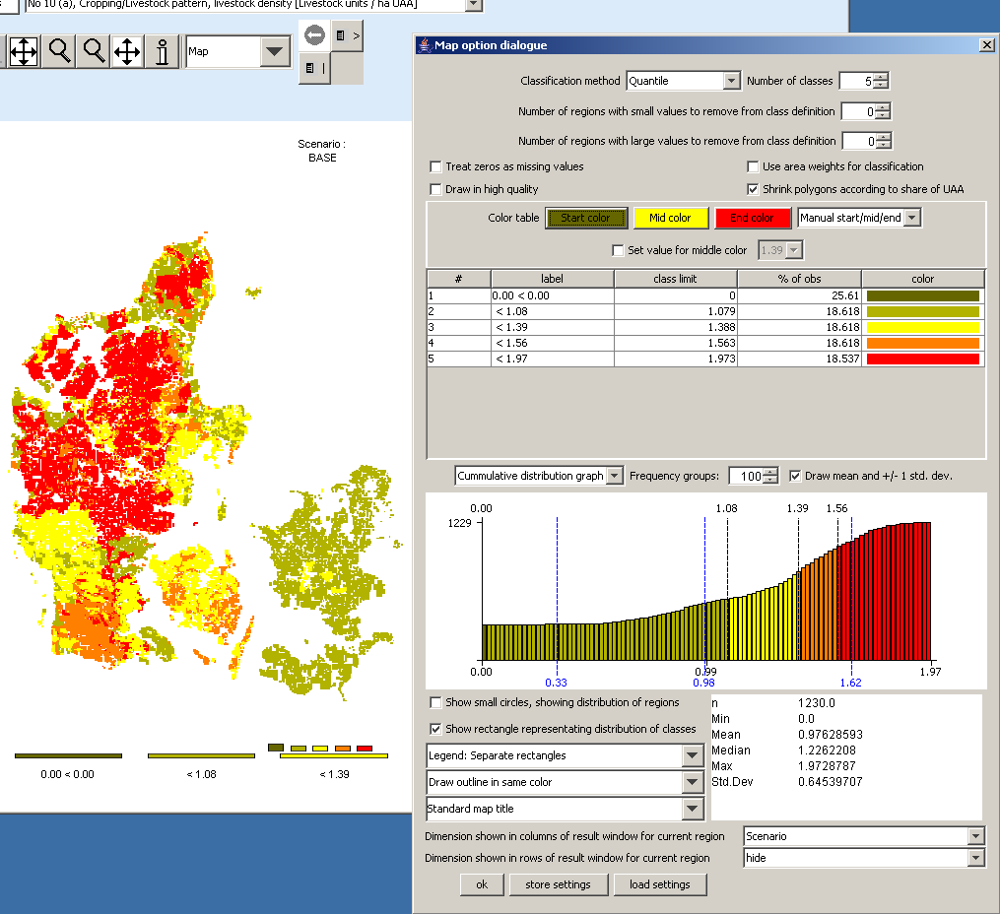 No 10 (a), Cropping/Livestock pattern, livestock density [Livestock units / ha UAA]
Map
>
Scenario :
BASE
0.00 < 0.00
< 1.08
< 1.39
Map option dialogue
Classification method Quantile Number of classes 5
Number of regions with small values to remove from class definition 0
Number of regions with large values to remove from class definition 0
Treat zeros as missing values Use area weights for classification
Draw in high quality Shrink polygons according to share of UAA
Color table Start color Mid color End color Manual start/mid/end
Set value for middle color 1.39
# label class limit % of obs color
1 0.00 < 0.00 0 25.61
2 < 1.08 1.079 18.618
3 < 1.39 1.388 18.618
4 < 1.56 1.563 18.618
5 < 1.97 1.973 18.537
Cummulative distribution graph Frequency groups: 100 Draw mean and +/- 1 std. dev.
0.00 1.08 1.39 1.56
1229
0.00 0.99 1.97
0.33 0.98 1.62
Show small circles, showing distribution of regions
Show rectangle representating distribution of classes
Legend: Separate rectangles
Draw outline in same color
Standard map title
n 1230.0
Min 0.0
Mean 0.97628593
Median 1.2262208
Max 1.9728787
Std.Dev 0.64539707
Dimension shown in columns of result window for current region Scenario
Dimension shown in rows of result window for current region hide
ok store settings load settings